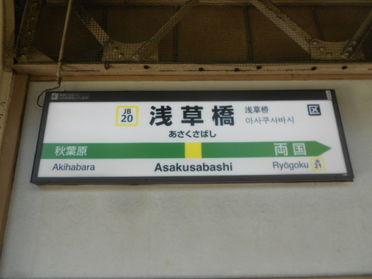 JB
20
浅草橋
あさくさばし
浅草橋
아사쿠사바시
区
秋葉原
両国
Akihabara
Asakusabashi
Ryōgoku